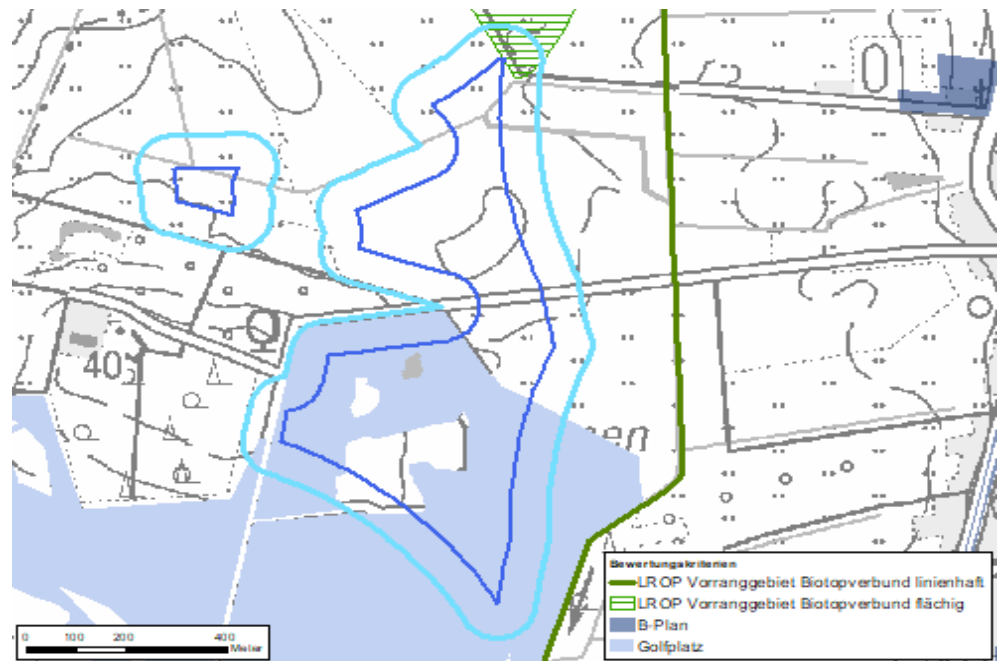 405
Bewertungskriterien
LROP Vorranggebiet Biotopverbund linienhaft
LROP Vorranggebiet Biotopverbund flächig
B-Plan
Golfplatz
0 100 200 400
Meter